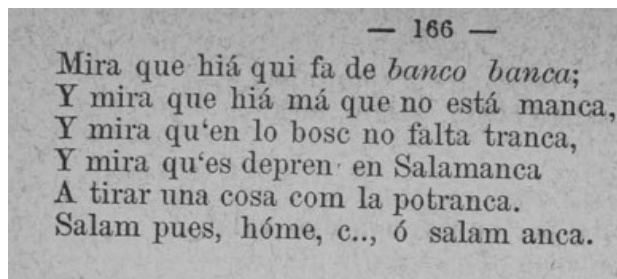 — 166 —
Mira que hiá qui fa de banco banca;
Y mira que hiá má que no está manca,
Y mira qu‘en lo bosc no falta tranca,
Y mira qu‘es depren en Salamanca
A tirar una cosa com la potranca.
Salam pues, hóme, c.., ó salam anca.